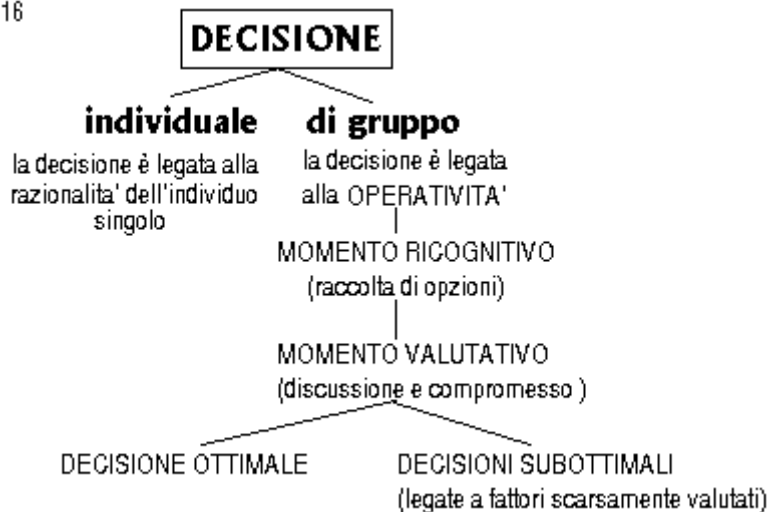 16
DECISIONE
individuale
la decisione è legata alla
razionalita' dell'individuo
singolo
di gruppo
la decisione è legata
alla OPERATIVITA'
MOMENTO RICOGNITIVO
(raccolta di opzioni)
MOMENTO VALUTATIVO
(discussione e compromesso )
DECISIONE OTTIMALE
DECISIONI SUBOTTIMALI
(legate a fattori scarsamente valutati)